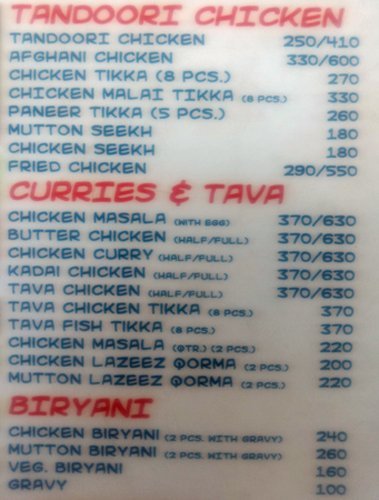 TANDOORI CHICKEN
TANDOORI CHICKEN 250/410
AFGHANI CHICKEN 330/600
CHICKEN TIKKA (8 PCS.) 270
CHICKEN MALAI TIKKA (8 PCS.) 330
PANEER TIKKA (5 PCS.) 260
MUTTON SEEKH 180
CHICKEN SEEKH 180
FRIED CHICKEN 290/550
CURRIES & TAVA
CHICKEN MASALA (WITH EGG) 370/630
BUTTER CHICKEN (HALF/FULL) 370/630
CHICKEN CURRY (HALF/FULL) 370/630
KADAI CHICKEN (HALF/FULL) 370/630
TAVA CHICKEN (HALF/FULL) 370/630
TAVA CHICKEN TIKKA (8 PCS.) 370
TAVA FISH TIKKA (8 PCS.) 370
CHICKEN MASALA (QTR.) (2 PCS.) 220
CHICKEN LAZEEZ QORMA (2 PCS.) 200
MUTTON LAZEEZ QORMA (2 PCS.) 220
BIRYANI
CHICKEN BIRYANI (2 PCS. WITH GRAVY) 240
MUTTON BIRYANI (2 PCS. WITH GRAVY) 260
VEG. BIRYANI 160
GRAVY 100